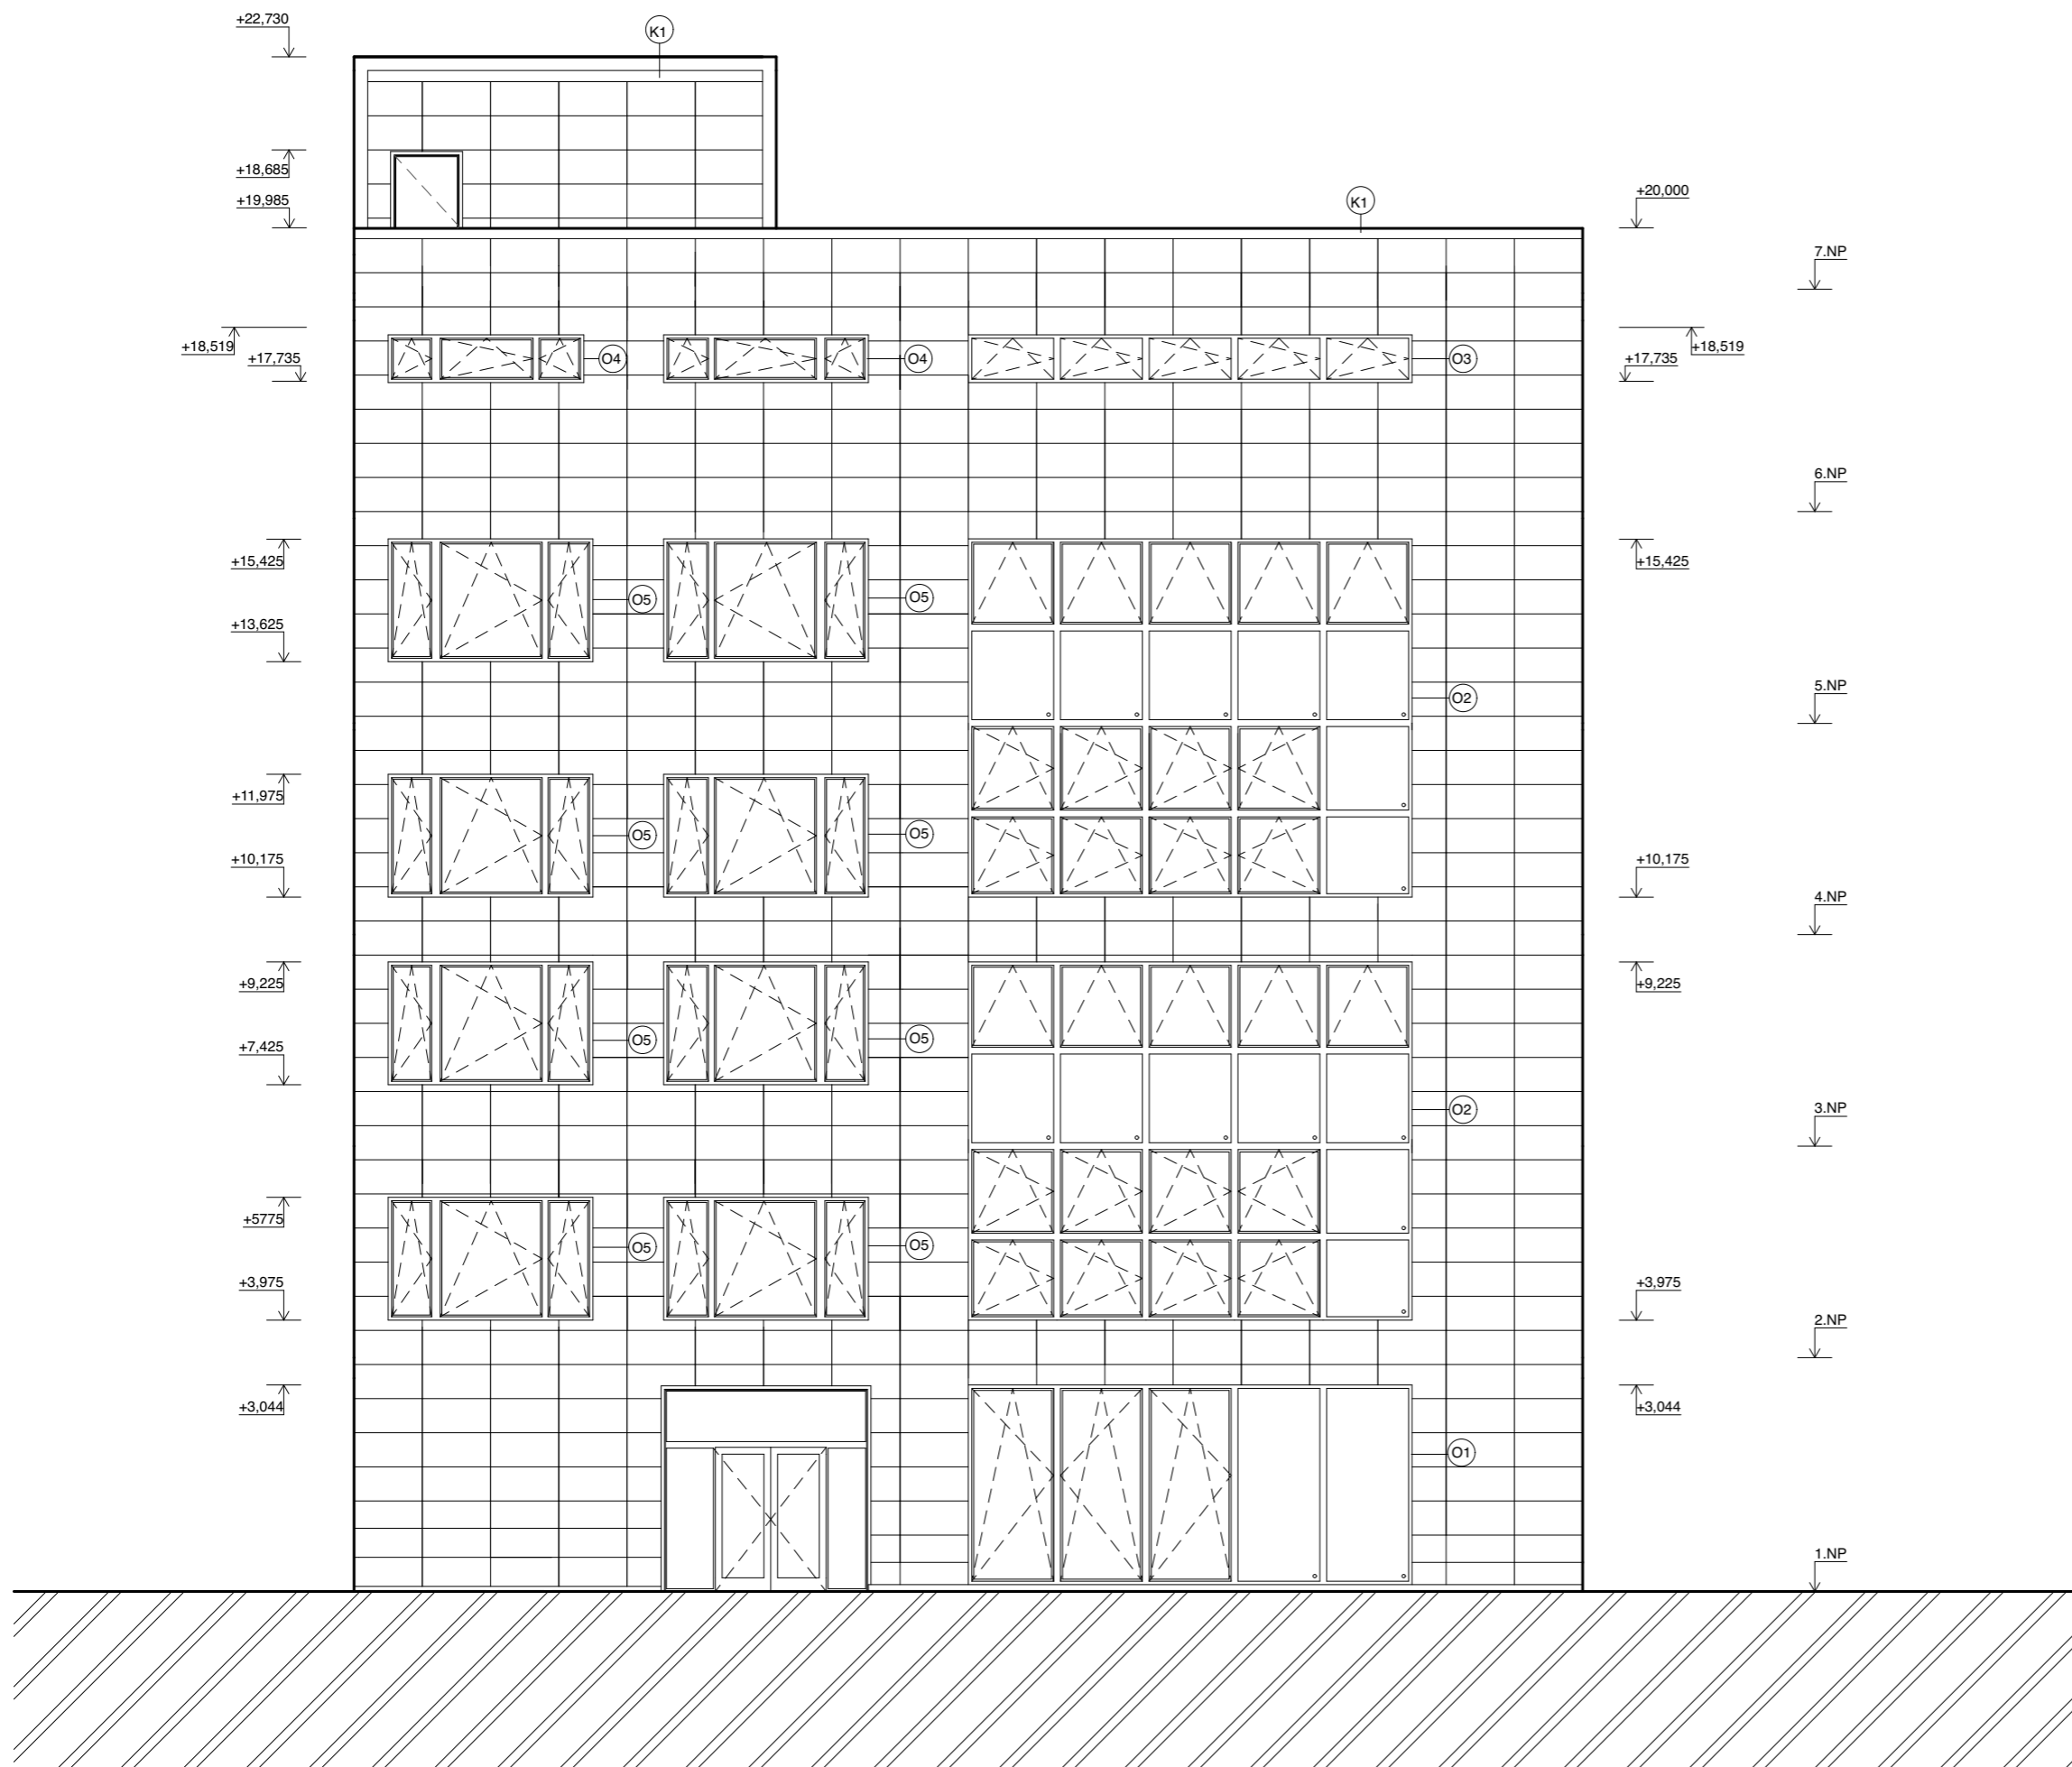 +22,730
K1
+18,685
+19,985
K1
+20,000
7.NP
+18,519
+17,735
O4
O4
O3
+18,519
+17,735
6.NP
+15,425
+15,425
+13,625
O5
O5
5.NP
O2
+11,975
O5
O5
+10,175
+10,175
4.NP
+9,225
+9,225
+7,425
O5
O5
3.NP
O2
+5775
O5
O5
+3,975
+3,975
2.NP
+3,044
+3,044
O1
1.NP